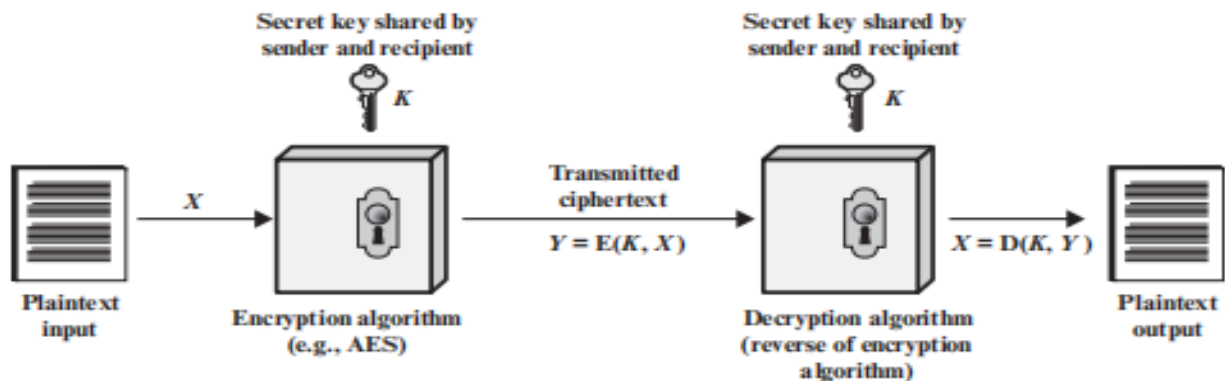 Secret key shared by
sender and recipient
K
Secret key shared by
sender and recipient
K
X
Transmitted
ciphertext
Y = E(K, X)
X = D(K, Y )
Plaintext
input
Encryption algorithm
(e.g., AES)
Decryption algorithm
(reverse of encryption
algorithm)
Plaintext
output